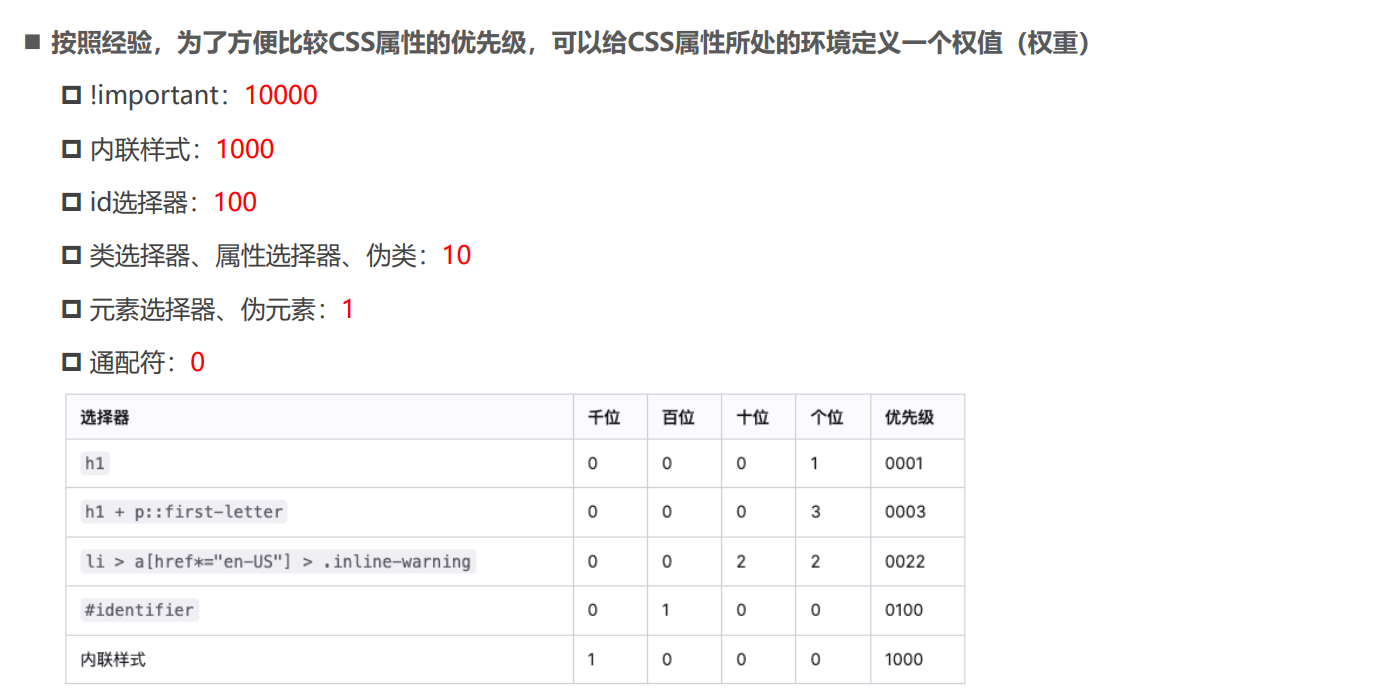 按照经验，为了方便比较CSS属性的优先级，可以给CSS属性所处的环境定义一个权值（权重）
!important：10000
内联样式：1000
id选择器：100
类选择器、属性选择器、伪类：10
元素选择器、伪元素：1
通配符：0
选择器 千位 百位 十位 个位 优先级
h1 0 0 0 1 0001
h1 + p::first-letter 0 0 0 3 0003
li > a[href*="en-US"] > .inline-warning 0 0 2 2 0022
#identifier 0 1 0 0 0100
内联样式 1 0 0 0 1000